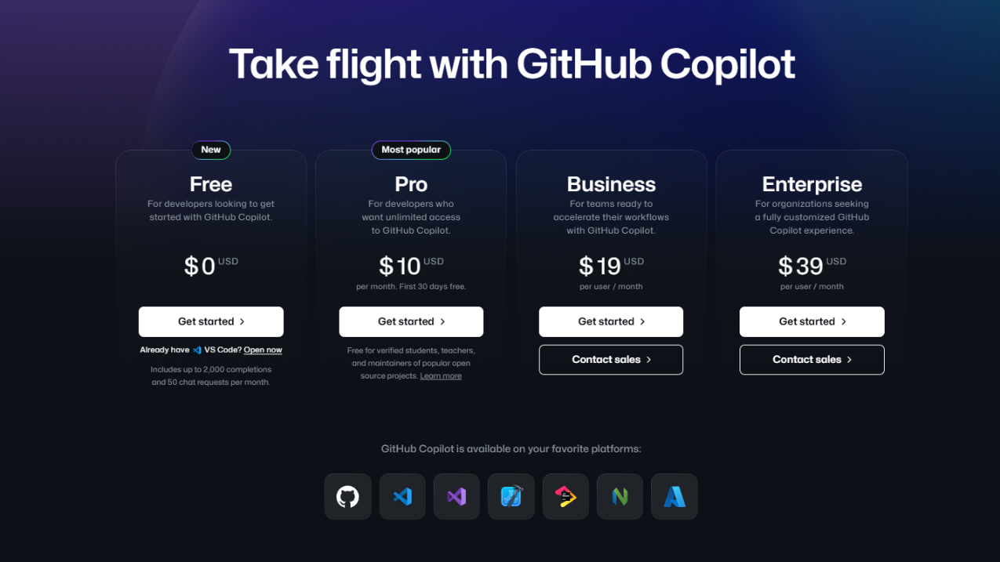 Take flight with GitHub Copilot
New
Free
For developers looking to get
started with GitHub Copilot.
$0 USD
Get started
Already have VS Code? Open now
Includes up to 2,000 completions
and 50 chat requests per month.
Most popular
Pro
For developers who
want unlimited access
to GitHub Copilot.
$10 USD
per month. First 30 days free.
Get started
Free for verified students, teachers,
and maintainers of popular open
source projects. Learn more
Business
For teams ready to
accelerate their workflows
with GitHub Copilot.
$19 USD
per user / month
Get started
Contact sales
Enterprise
For organizations seeking
a fully customized GitHub
Copilot experience.
$39 USD
per user / month
Get started
Contact sales
GitHub Copilot is available on your favorite platforms: